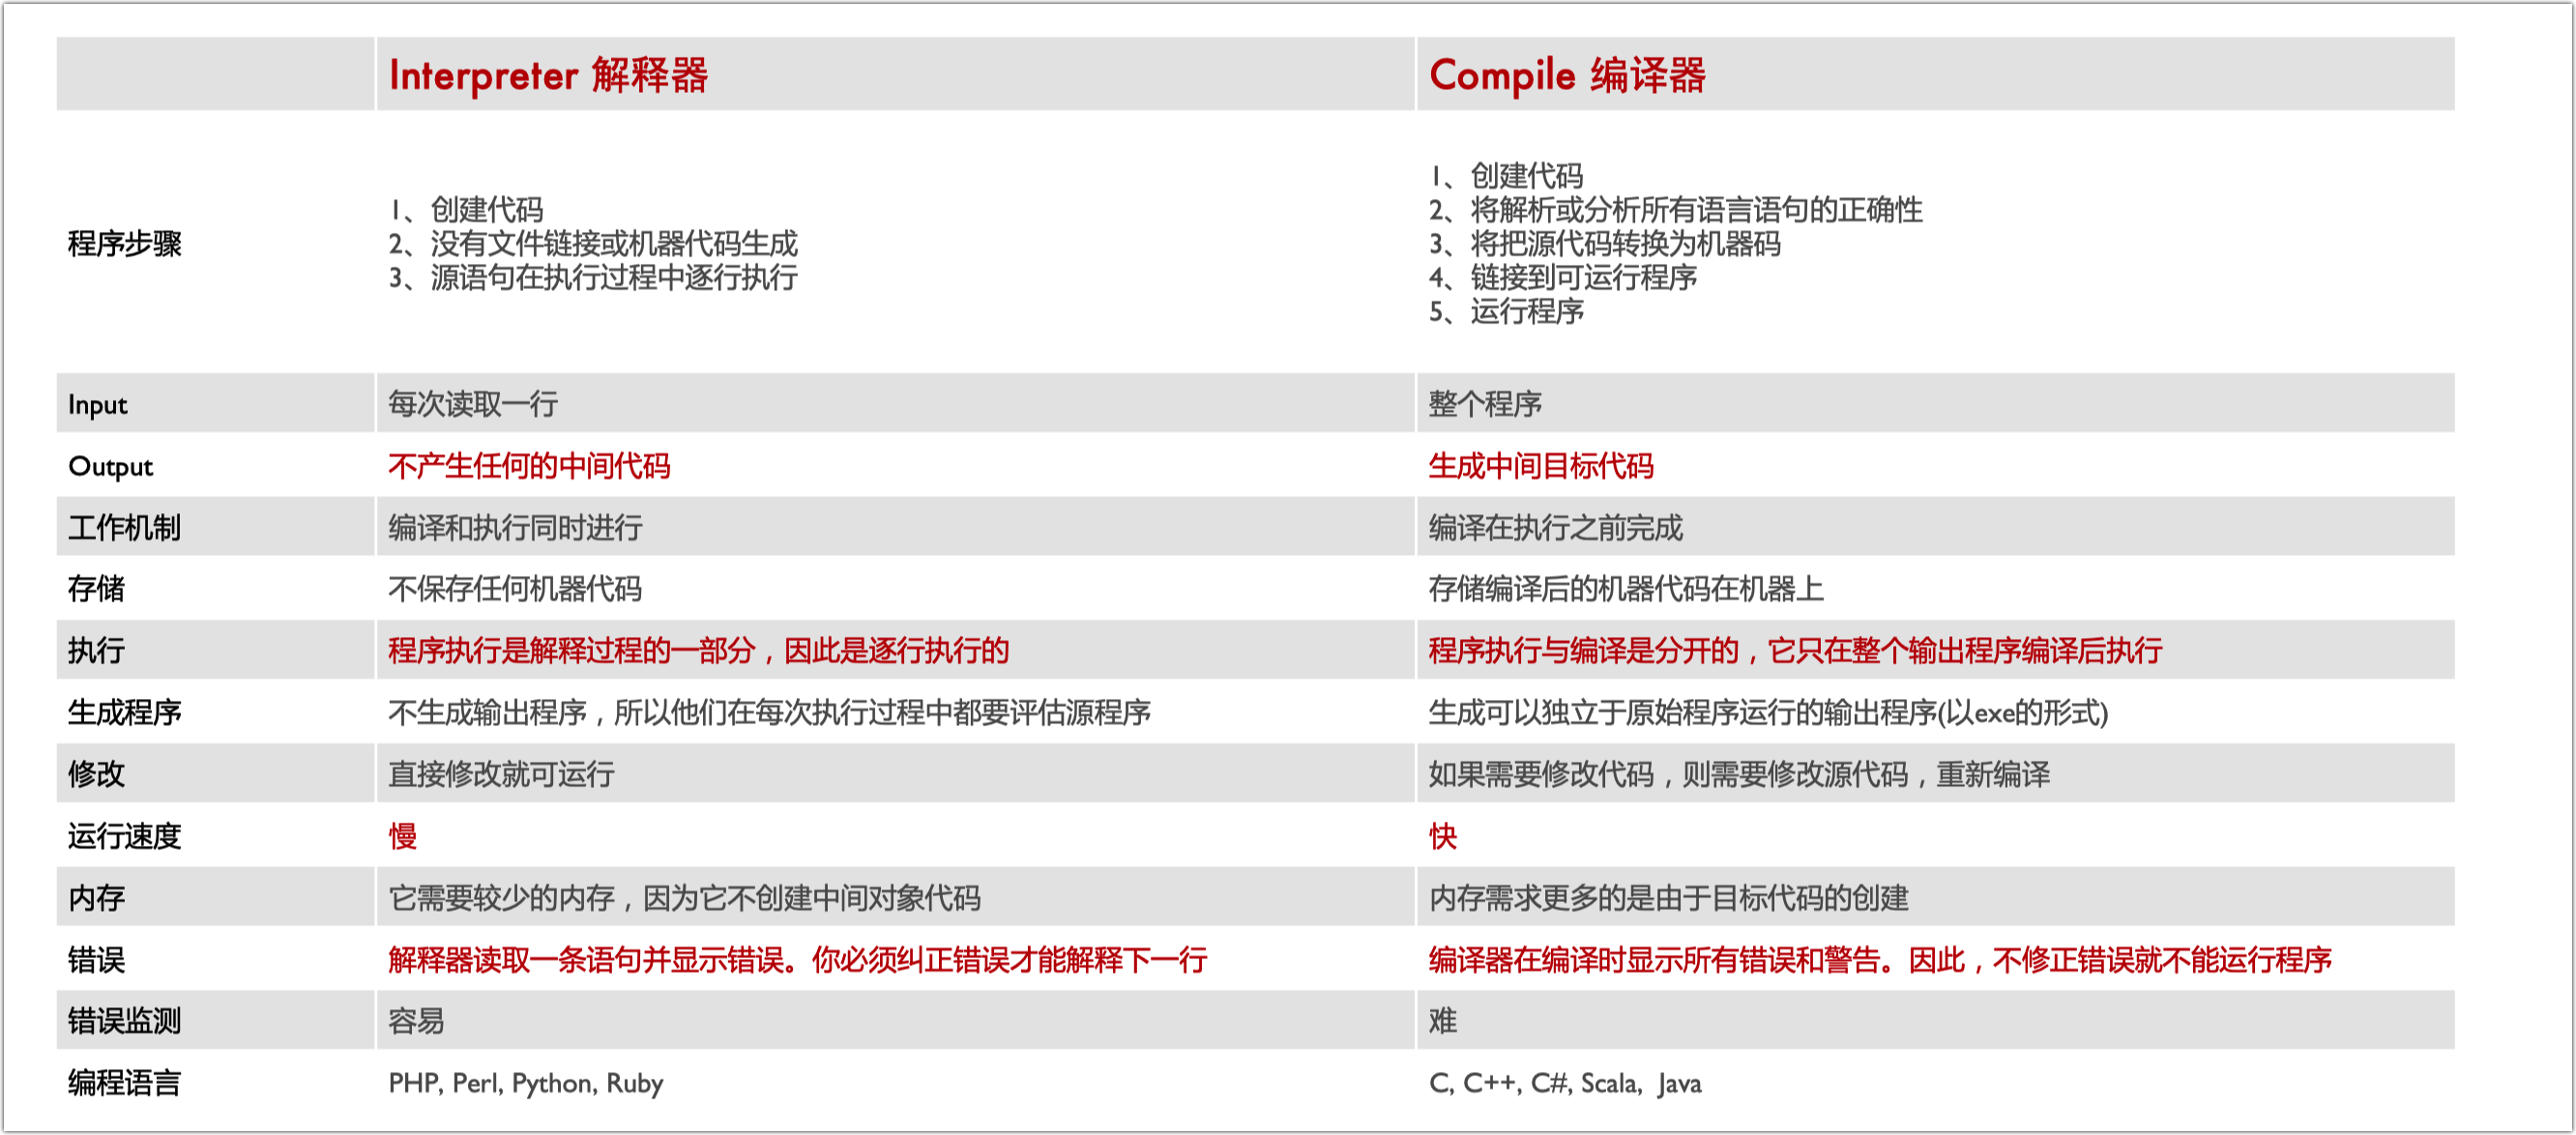 Interpreter 解释器
Compile 编译器
程序步骤
1、创建代码
2、没有文件链接或机器代码生成
3、源语句在执行过程中逐行执行
1、创建代码
2、将解析或分析所有语言语句的正确性
3、将把源代码转换为机器码
4、链接到可运行程序
5、运行程序
Input
每次读取一行
整个程序
Output
不产生任何的中间代码
生成中间目标代码
工作机制
编译和执行同时进行
编译在执行之前完成
存储
不保存任何机器代码
存储编译后的机器代码在机器上
执行
程序执行是解释过程的一部分，因此是逐行执行的
程序执行与编译是分开的，它只在整个输出程序编译后执行
生成程序
不生成输出程序，所以他们在每次执行过程中都要评估源程序
生成可以独立于原始程序运行的输出程序(以exe的形式)
修改
直接修改就可运行
如果需要修改代码，则需要修改源代码，重新编译
运行速度
慢
快
内存
它需要较少的内存，因为它不创建中间对象代码
内存需求更多的是由于目标代码的创建
错误
解释器读取一条语句并显示错误。你必须纠正错误才能解释下一行
编译器在编译时显示所有错误和警告。因此，不修正错误就不能运行程序
错误监测
容易
难
编程语言
PHP, Perl, Python, Ruby
C, C++, C#, Scala, Java